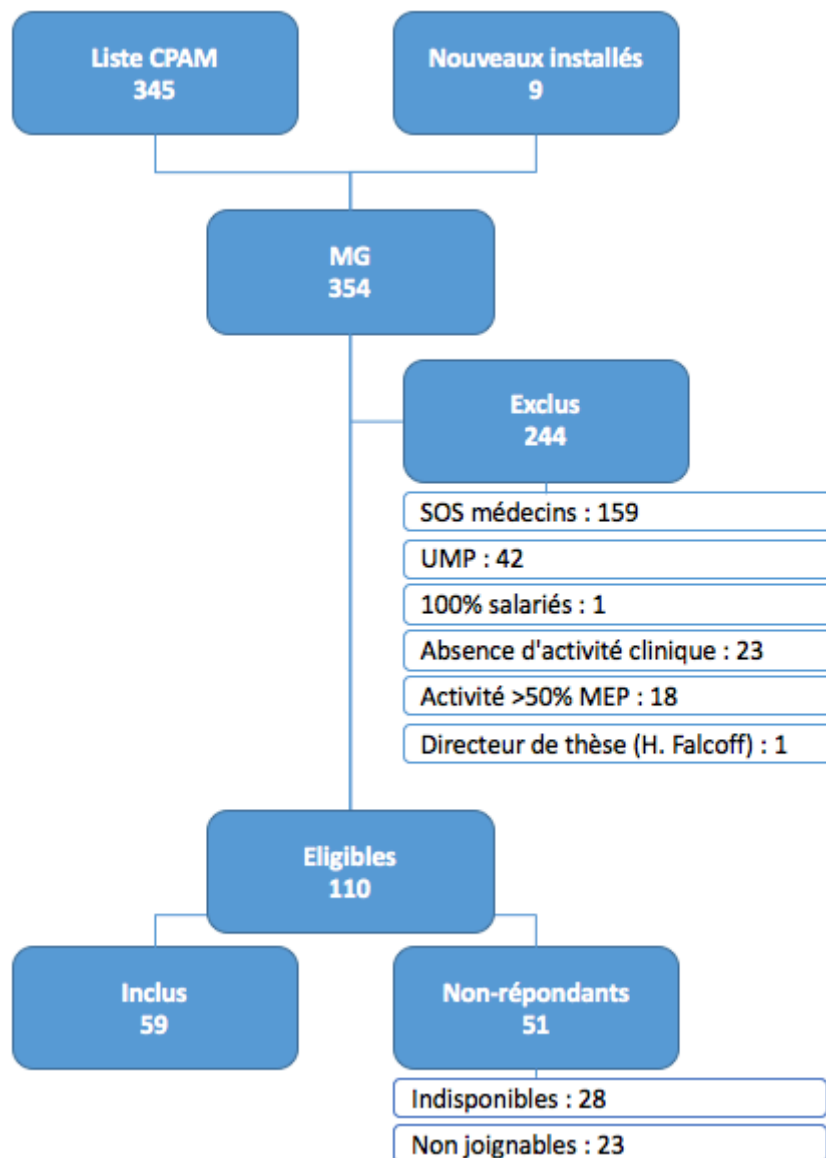 Liste CPAM
345
Nouveaux installés
9
MG
354
Exclus
244
SOS médecins : 159
UMP : 42
100% salariés : 1
Absence d'activité clinique : 23
Activité >50% MEP : 18
Directeur de thèse (H. Falcoff) : 1
Eligibles
110
Inclus
59
Non-répondants
51
Indisponibles : 28
Non joignables : 23